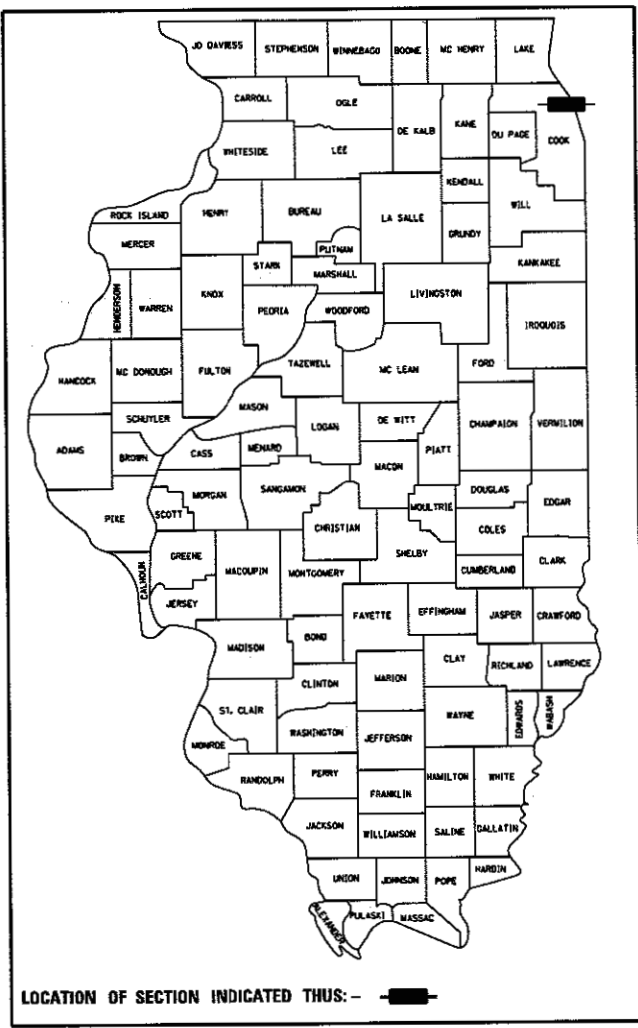 JO DAVIESS STEPHENSON WINNEBAGO BOONE MC HENRY LAKE
CARROLL OGLE DE KALB KANE DU PAGE COOK
WHITESIDE LEE
KENDALL
ROCK ISLAND HENRY BUREAU LA SALLE WILL
MERCER PUTNAM GRUNDY
STARK MARSHALL KANKAKEE
HENDERSON WARREN KNOX PEORIA WOODFORD LIVINGSTON IROQUOIS
HANCOCK MC DONOUGH FULTON TAZEWELL MC LEAN FORD
MASON
SCHUYLER LOGAN DE WITT CHAMPAION VERMILION
ADAMS BROWN CASS MENARD MACON PIATT
PIKE SCOTT MORGAN SANGAMON MOULTRIE DOUGLAS EDGAR
CHRISTIAN COLES
CALHOUN GREENE MACOUPIN MONTGOMERY SHELBY CUMBERLAND CLARK
JERSEY FAYETTE EFFINGHAM JASPER CRAWFORD
MADISON BOND
CLAY RICHLAND LAWRENCE
CLINTON MARION
ST. CLAIR WAYNE EDWARDS WABASH
MONROE WASHINGTON JEFFERSON
RANDOLPH PERRY HAMILTON WHITE
FRANKLIN
JACKSON WILLIAMSON SALINE GALLATIN
UNION JOHNSON POPE HARDIN
ALEXANDER PULASKI MASSAC
LOCATION OF SECTION INDICATED THUS: -